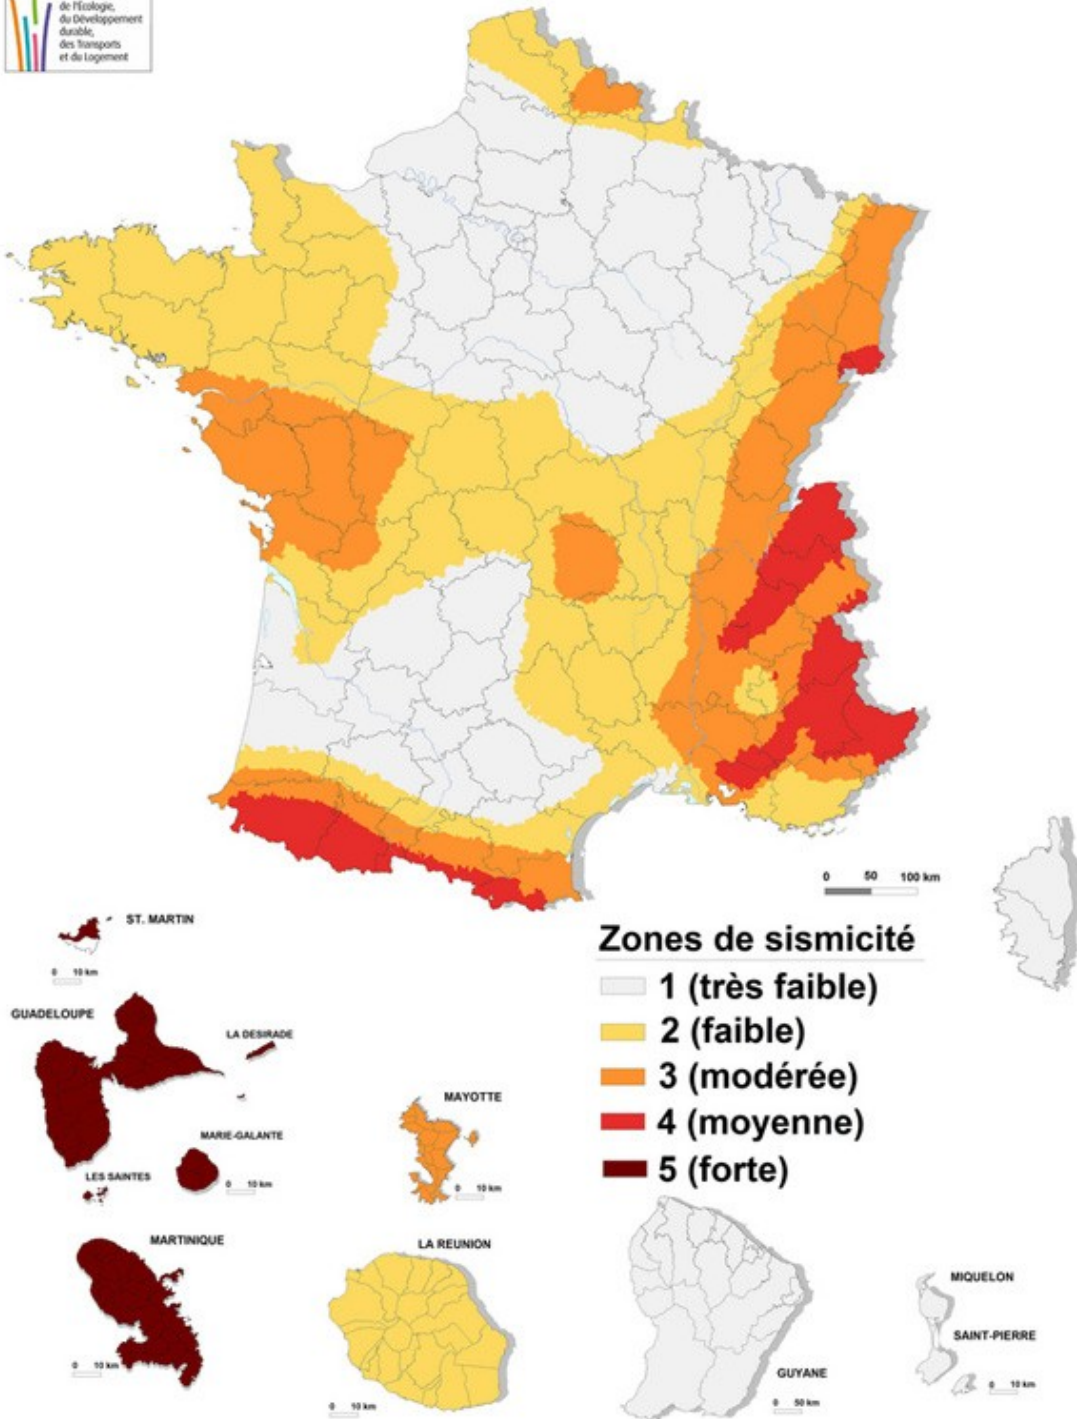 de l'Écologie,
du Développement
durable,
des Transports
et du Logement
0 50 100 km
ST. MARTIN
0 10 km
GUADELOUPE
LA DESIRADE
MARIE-GALANTE
0 10 km
LES SAINTES
MAYOTTE
0 10 km
MARTINIQUE
0 10 km
LA REUNION
0 10 km
Zones de sismicité
1 (très faible)
2 (faible)
3 (modérée)
4 (moyenne)
5 (forte)
GUYANE
0 50 km
MIQUELON
SAINT-PIERRE
0 10 km